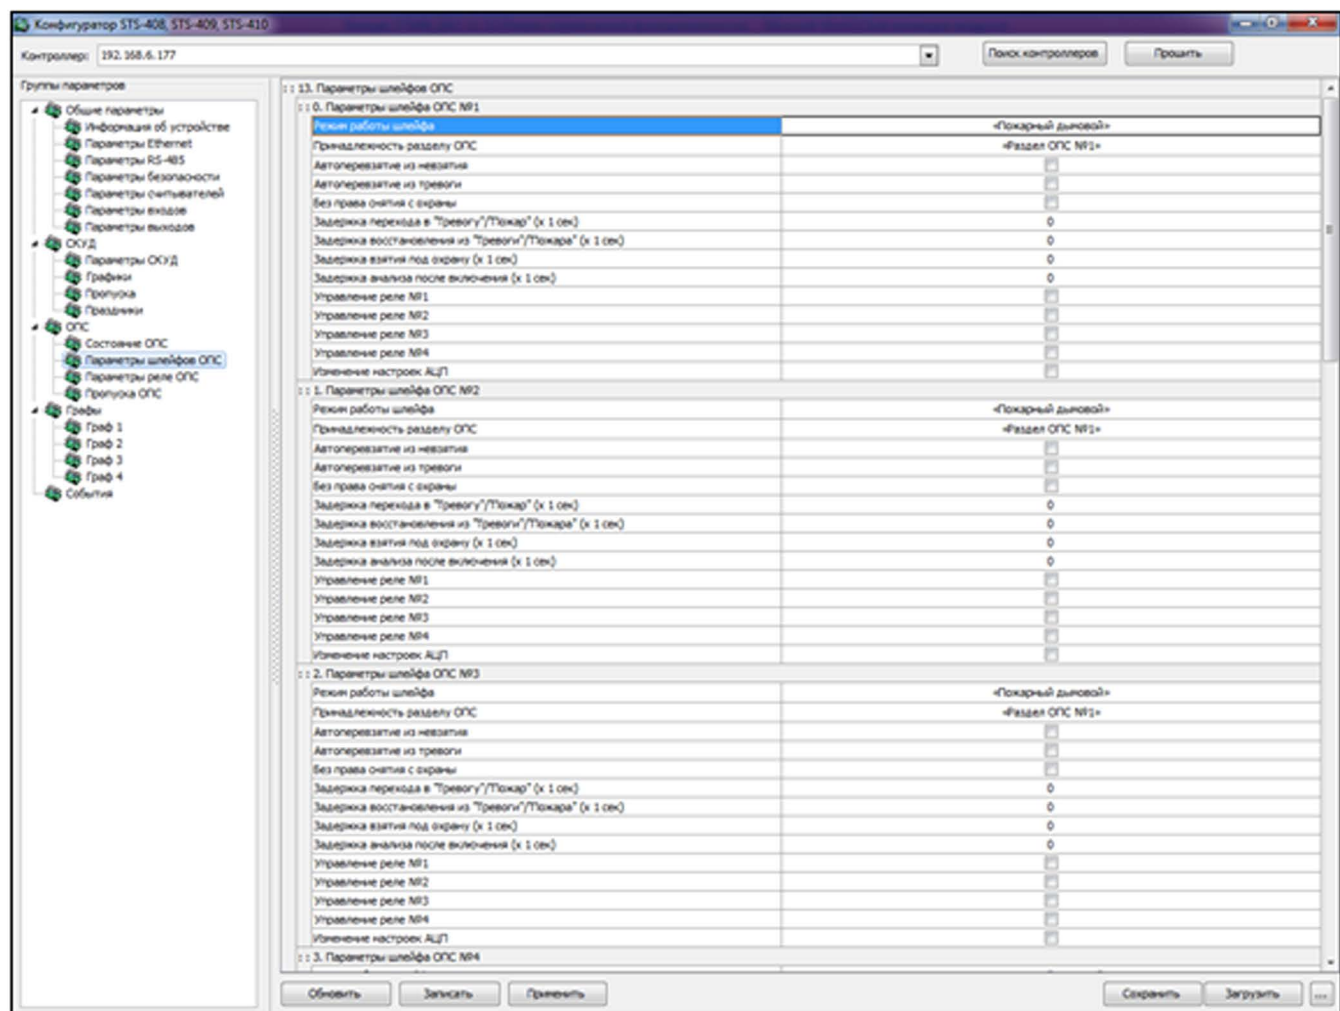 Конфигуратор STS-408, STS-409, STS-410
Контроллер: 192.168.6.177
Поиск контроллеров
Прошить
Группы параметров
Общие параметры
Информация об устройстве
Параметры Ethernet
Параметры RS-485
Параметры безопасности
Параметры считывателей
Параметры входов
Параметры выходов
СКУД
Параметры СКУД
Графики
Пропуска
Праздники
ОПС
Состояние ОПС
Параметры шлейфов ОПС
Параметры реле ОПС
Пропуска ОПС
Графы
Граф 1
Граф 2
Граф 3
Граф 4
События
13. Параметры шлейфов ОПС
0. Параметры шлейфа ОПС №1
Режим работы шлейфа «Пожарный дымовой»
Принадлежность разделу ОПС «Раздел ОПС №1»
Автоперевзятие из невзятия
Автоперевзятие из тревоги
Без права снятия с охраны
Задержка перехода в "Тревогу"/"Пожар" (х 1 сек) 0
Задержка восстановления из "Тревоги"/"Пожара" (х 1 сек) 0
Задержка взятия под охрану (х 1 сек) 0
Задержка анализа после включения (х 1 сек) 0
Управление реле №1
Управление реле №2
Управление реле №3
Управление реле №4
Изменение настроек АЦП
1. Параметры шлейфа ОПС №2
Режим работы шлейфа «Пожарный дымовой»
Принадлежность разделу ОПС «Раздел ОПС №1»
Автоперевзятие из невзятия
Автоперевзятие из тревоги
Без права снятия с охраны
Задержка перехода в "Тревогу"/"Пожар" (х 1 сек) 0
Задержка восстановления из "Тревоги"/"Пожара" (х 1 сек) 0
Задержка взятия под охрану (х 1 сек) 0
Задержка анализа после включения (х 1 сек) 0
Управление реле №1
Управление реле №2
Управление реле №3
Управление реле №4
Изменение настроек АЦП
2. Параметры шлейфа ОПС №3
Режим работы шлейфа «Пожарный дымовой»
Принадлежность разделу ОПС «Раздел ОПС №1»
Автоперевзятие из невзятия
Автоперевзятие из тревоги
Без права снятия с охраны
Задержка перехода в "Тревогу"/"Пожар" (х 1 сек) 0
Задержка восстановления из "Тревоги"/"Пожара" (х 1 сек) 0
Задержка взятия под охрану (х 1 сек) 0
Задержка анализа после включения (х 1 сек) 0
Управление реле №1
Управление реле №2
Управление реле №3
Управление реле №4
Изменение настроек АЦП
3. Параметры шлейфа ОПС №4
Обновить
Записать
Применить
Сохранить
Загрузить
...